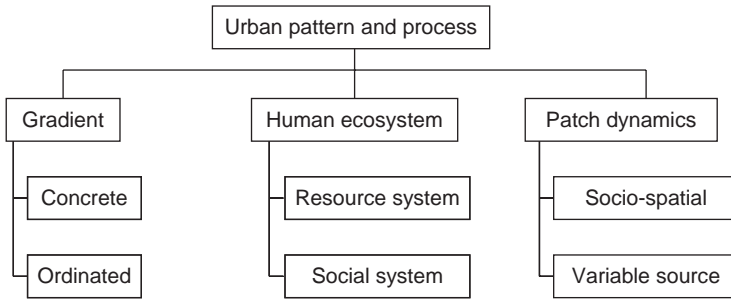 Urban pattern and process
Gradient
Human ecosystem
Patch dynamics
Concrete
Resource system
Socio-spatial
Ordinated
Social system
Variable source